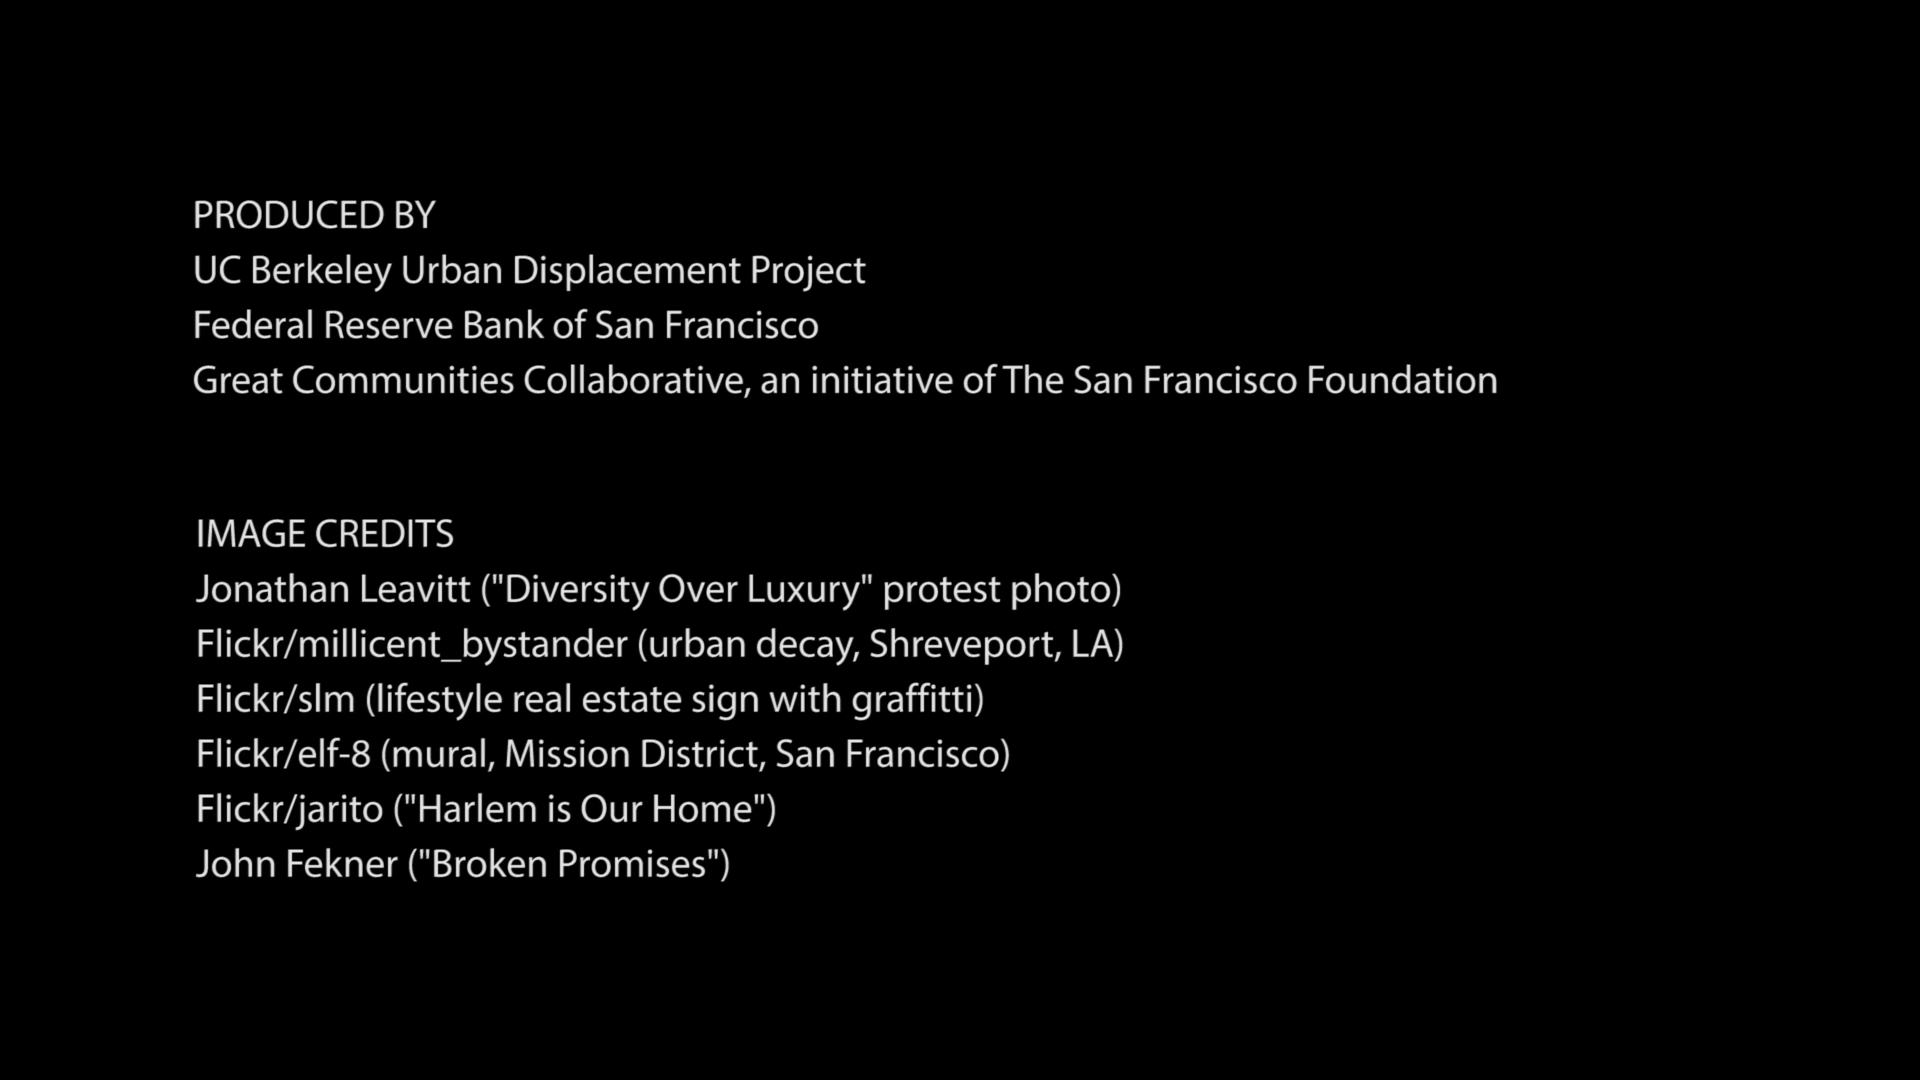 PRODUCED BY
UC Berkeley Urban Displacement Project
Federal Reserve Bank of San Francisco
Great Communities Collaborative, an initiative of The San Francisco Foundation
IMAGE CREDITS
Jonathan Leavitt ("Diversity Over Luxury" protest photo)
Flickr/millicent_bystander (urban decay, Shreveport, LA)
Flickr/slm (lifestyle real estate sign with graffitti)
Flickr/elf-8 (mural, Mission District, San Francisco)
Flickr/jarito ("Harlem is Our Home")
John Fekner ("Broken Promises")